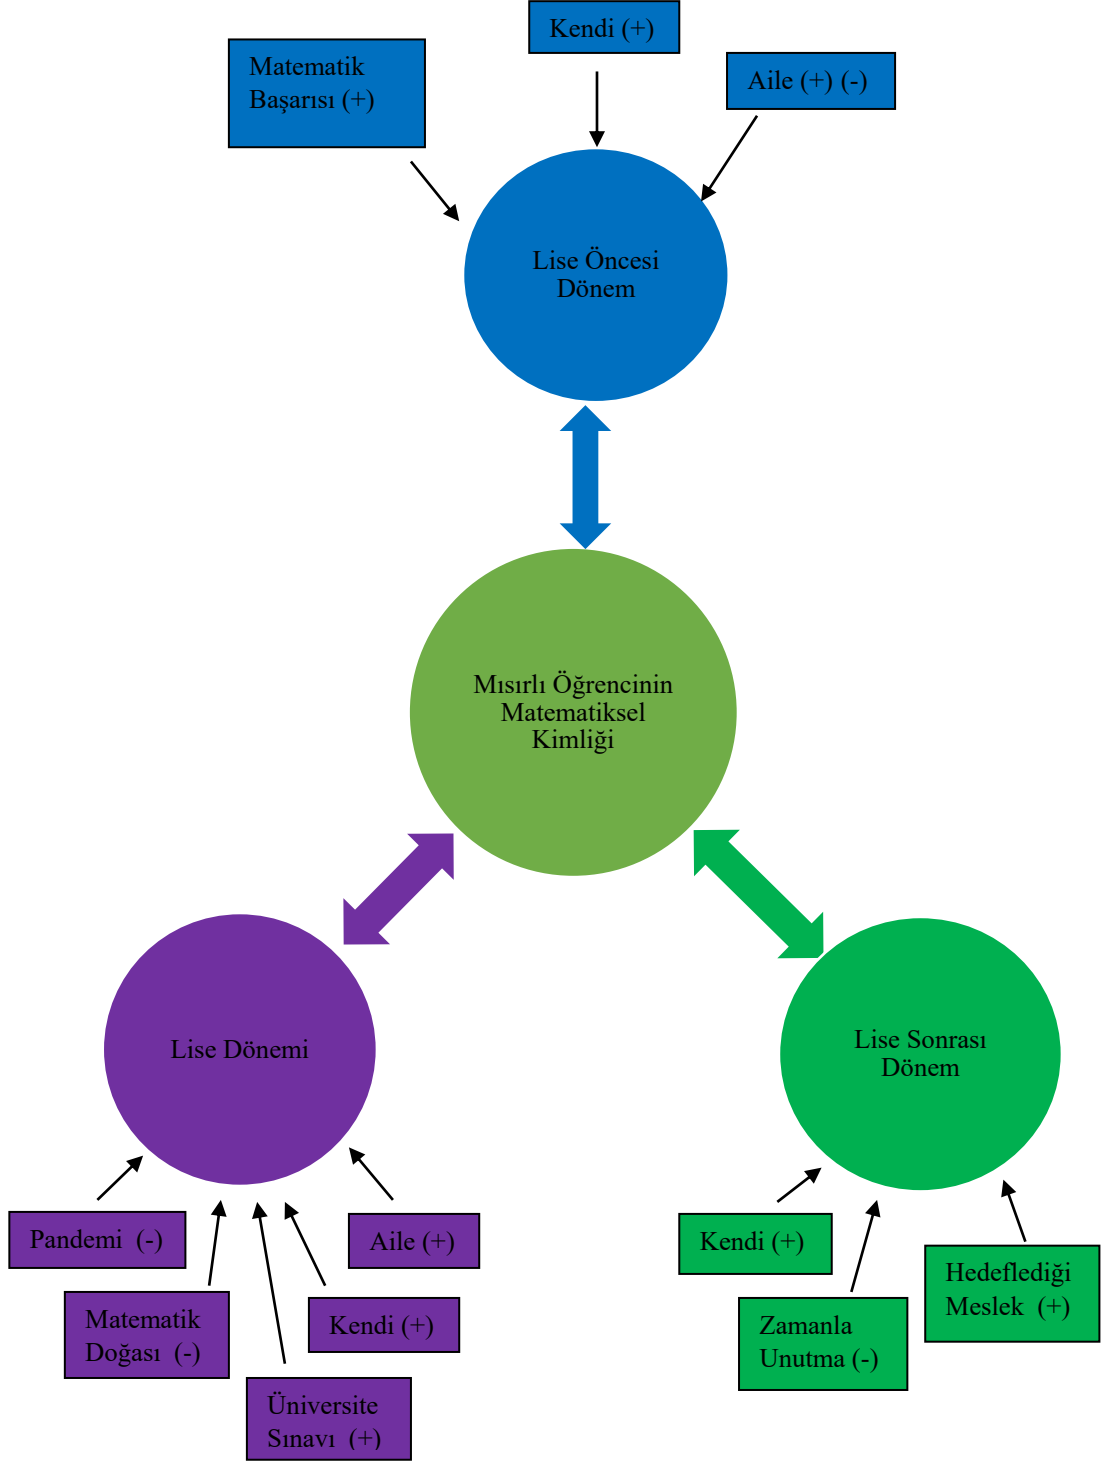 Kendi (+)
Matematik
Başarısı (+)
Aile (+) (-)
Lise Öncesi
Dönem
Mısırlı Öğrencinin
Matematiksel
Kimliği
Lise Dönemi
Lise Sonrası
Dönem
Pandemi (-)
Matematik
Doğası (-)
Üniversite
Sınavı (+)
Kendi (+)
Aile (+)
Kendi (+)
Zamanla
Unutma (-)
Hedeflediği
Meslek (+)